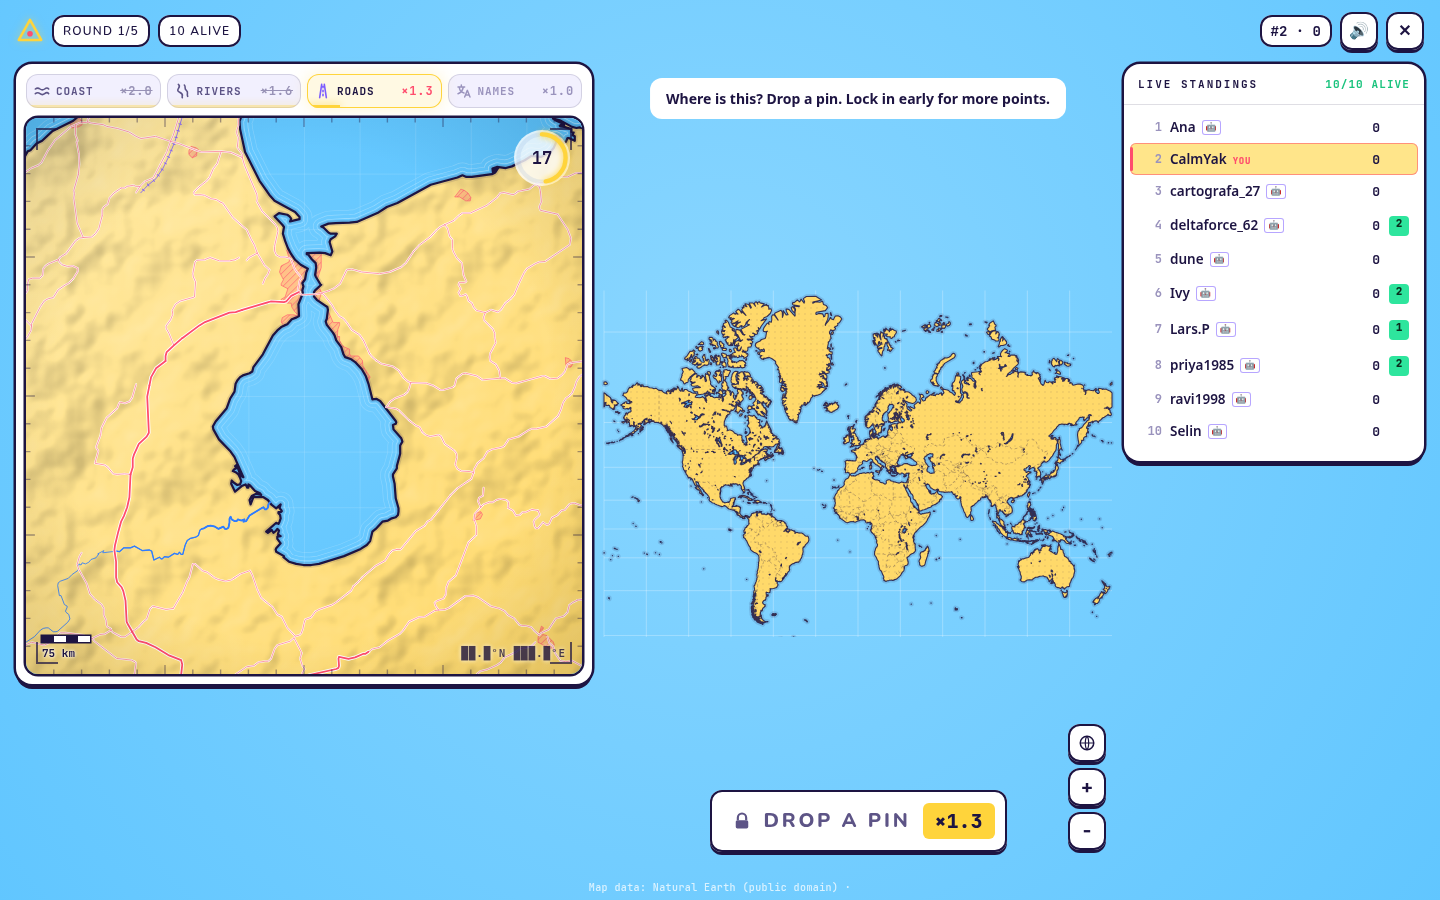 ROUND 1/5
10 ALIVE
#2 · 0
COAST ×2.0
RIVERS ×1.6
ROADS ×1.3
NAMES ×1.0
17
75 km
██.█°N ███.█°E
Where is this? Drop a pin. Lock in early for more points.
DROP A PIN ×1.3
+
-
LIVE STANDINGS 10/10 ALIVE
1 Ana 0
2 CalmYak YOU 0
3 cartografa_27 0
4 deltaforce_62 0 2
5 dune 0
6 Ivy 0 2
7 Lars.P 0 1
8 priya1985 0 2
9 ravi1998 0
10 Selin 0
Map data: Natural Earth (public domain) ·